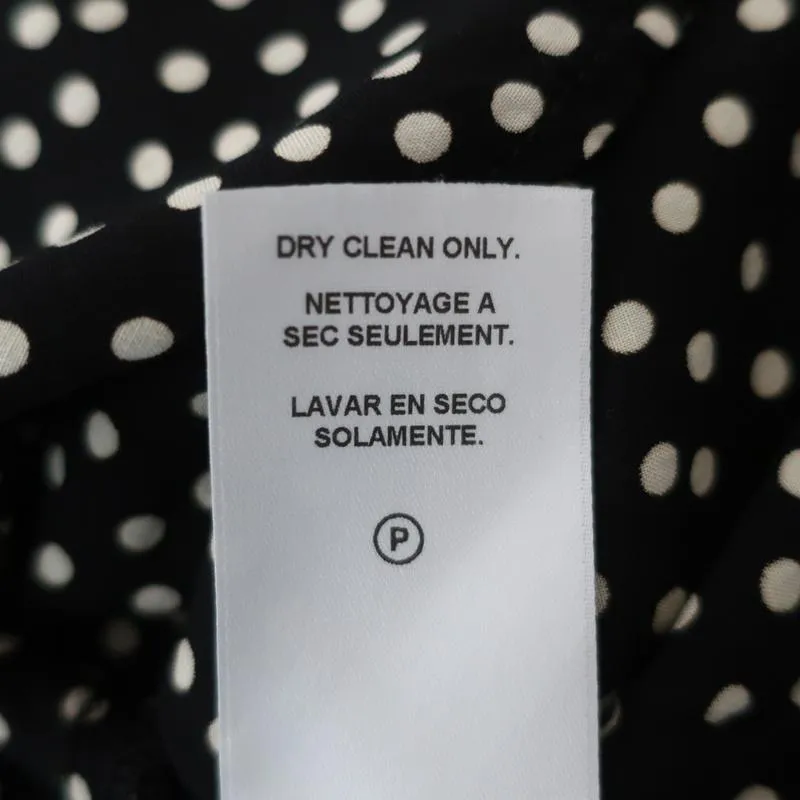 DRY CLEAN ONLY.
NETTOYAGE A
SEC SEULEMENT.
LAVAR EN SECO
SOLAMENTE.
P